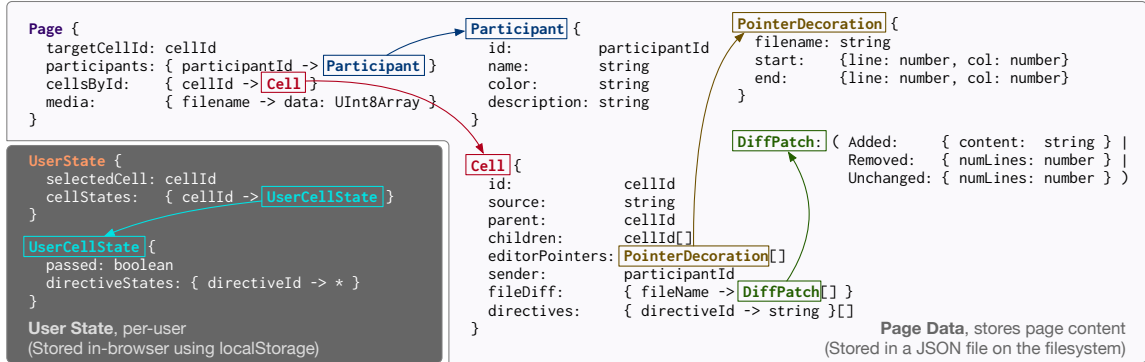 Page {
targetCellId: cellId
participants: { participantId -> Participant }
cellsById: { cellId -> Cell }
media: { filename -> data: UInt8Array }
}
Participant {
id: participantId
name: string
color: string
description: string
}
PointerDecoration {
filename: string
start: {line: number, col: number}
end: {line: number, col: number}
}
DiffPatch: ( Added: { content: string } |
Removed: { numLines: number } |
Unchanged: { numLines: number } )
Cell {
id: cellId
source: string
parent: cellId
children: cellId[]
editorPointers: PointerDecoration[]
sender: participantId
fileDiff: { fileName -> DiffPatch[] }
directives: { directiveId -> string }[]
}
UserState {
selectedCell: cellId
cellStates: { cellId -> UserCellState }
}
UserCellState {
passed: boolean
directiveStates: { directiveId -> * }
}
User State, per-user
(Stored in-browser using localStorage)
Page Data, stores page content
(Stored in a JSON file on the filesystem)